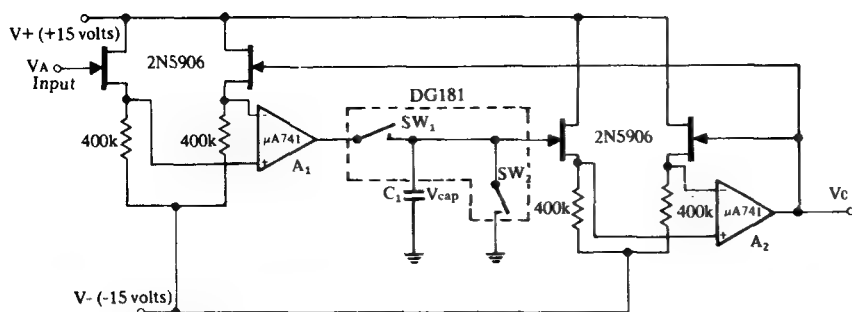 V+ (+15 volts)
VA
Input
2N5906
400k
400k
-
μA741
+
A1
DG181
SW1
C1
Vcap
SW2
2N5906
400k
400k
-
μA741
+
A2
VC
V- (-15 volts)